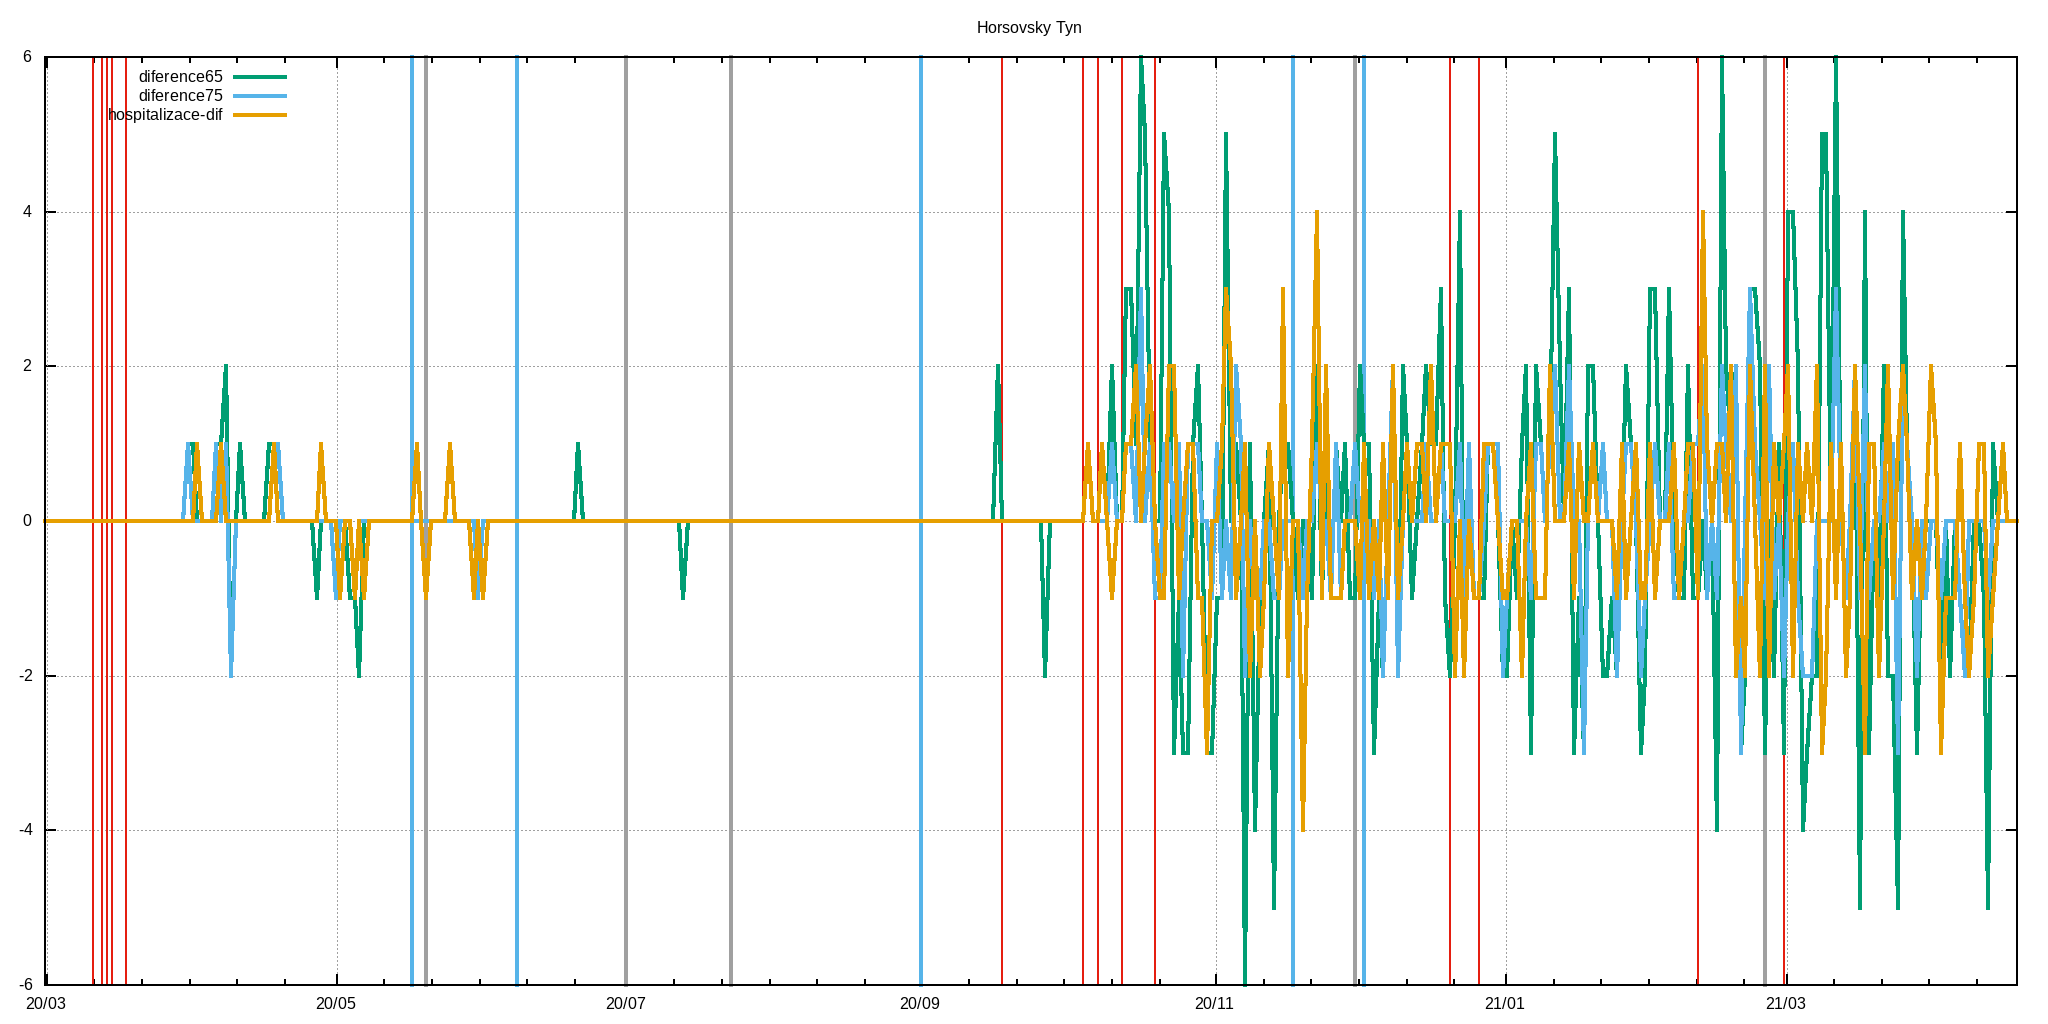 Horsovsky Tyn
6
diference65
diference75
hospitalizace-dif
4
2
0
-2
-4
-6
20/03 20/05 20/07 20/09 20/11 21/01 21/03